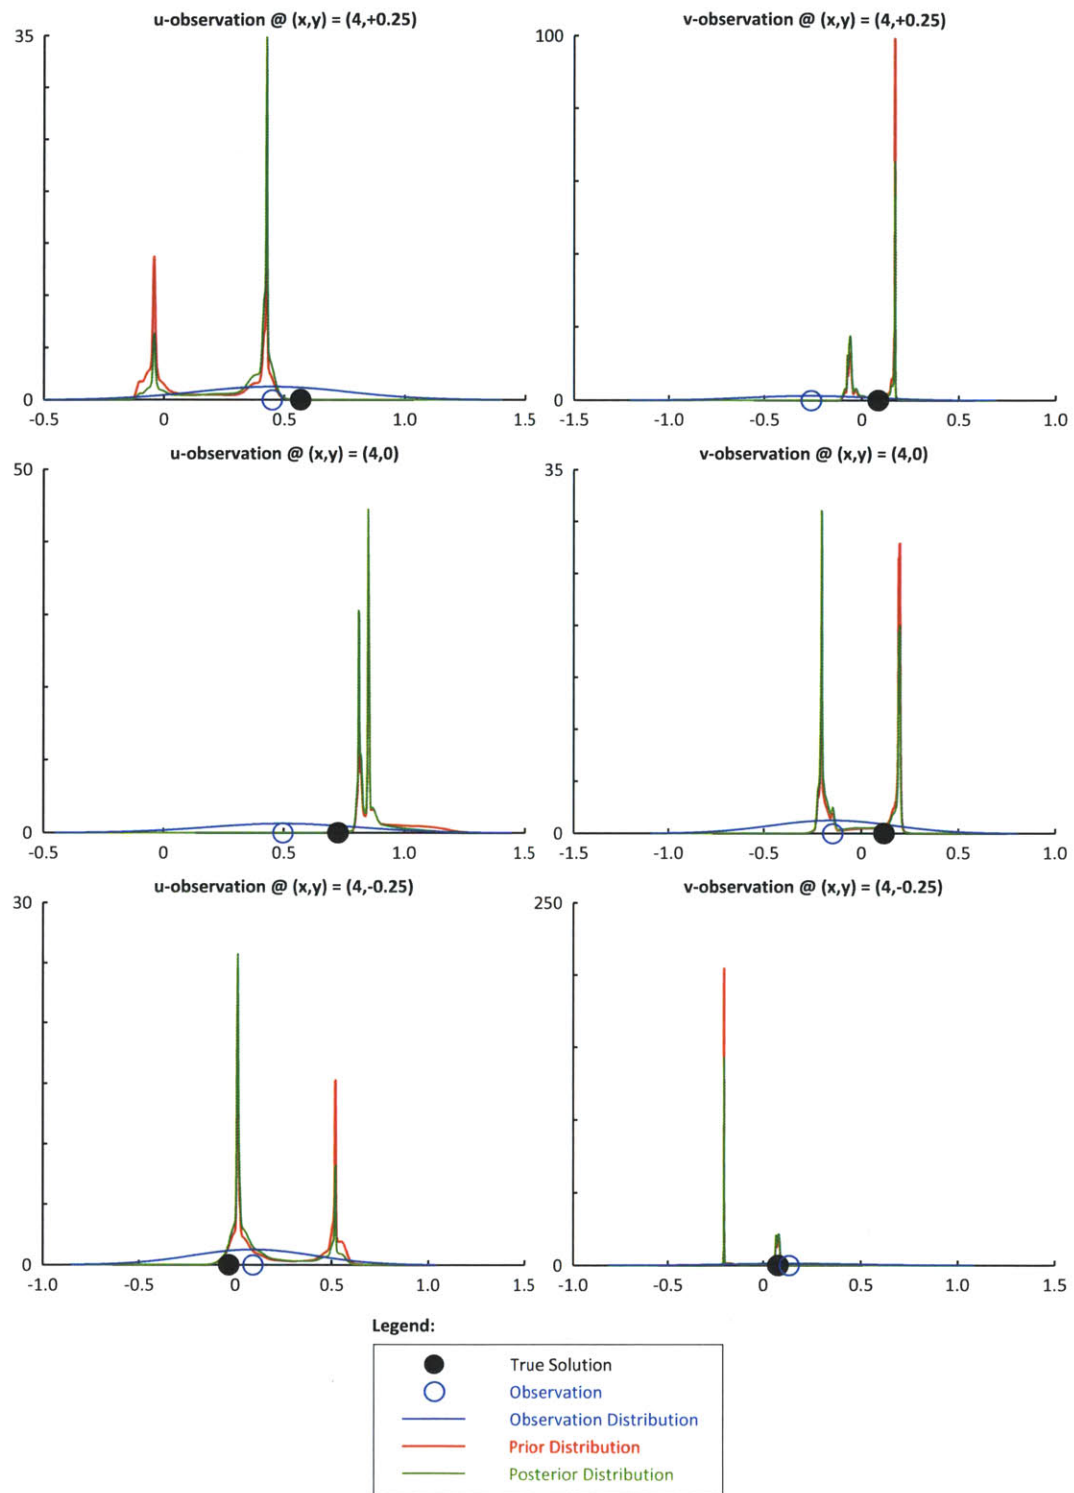 u-observation @ (x,y) = (4,+0.25)
v-observation @ (x,y) = (4,+0.25)
35
0
-0.5 0 0.5 1.0 1.5
100
0
-1.5 -1.0 -0.5 0 0.5 1.0
u-observation @ (x,y) = (4,0)
v-observation @ (x,y) = (4,0)
50
0
-0.5 0 0.5 1.0 1.5
35
0
-1.5 -1.0 -0.5 0 0.5 1.0
u-observation @ (x,y) = (4,-0.25)
v-observation @ (x,y) = (4,-0.25)
30
0
-1.0 -0.5 0 0.5 1.0 1.5
250
0
-1.0 -0.5 0 0.5 1.0 1.5
Legend:
True Solution
Observation
Observation Distribution
Prior Distribution
Posterior Distribution